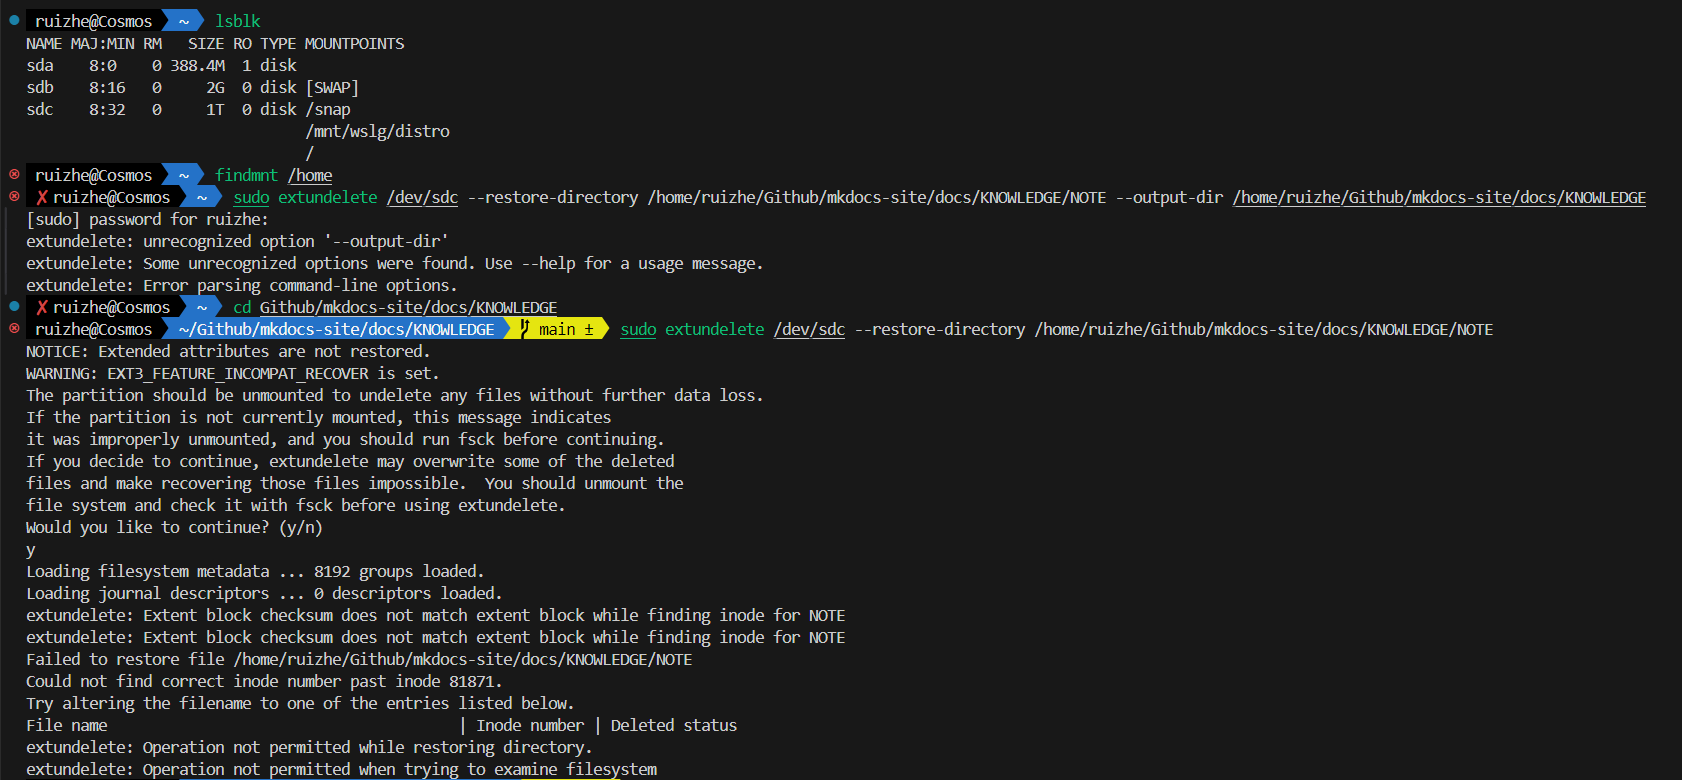 ruizhe@Cosmos ~ lsblk
NAME MAJ:MIN RM   SIZE RO TYPE MOUNTPOINTS
sda    8:0    0 388.4M  1 disk
sdb    8:16   0     2G  0 disk [SWAP]
sdc    8:32   0     1T  0 disk /snap
/mnt/wslg/distro
/
ruizhe@Cosmos ~ findmnt /home
✗ ruizhe@Cosmos ~ sudo extundelete /dev/sdc --restore-directory /home/ruizhe/Github/mkdocs-site/docs/KNOWLEDGE/NOTE --output-dir /home/ruizhe/Github/mkdocs-site/docs/KNOWLEDGE
[sudo] password for ruizhe:
extundelete: unrecognized option '--output-dir'
extundelete: Some unrecognized options were found. Use --help for a usage message.
extundelete: Error parsing command-line options.
✗ ruizhe@Cosmos ~ cd Github/mkdocs-site/docs/KNOWLEDGE
ruizhe@Cosmos ~/Github/mkdocs-site/docs/KNOWLEDGE main ± sudo extundelete /dev/sdc --restore-directory /home/ruizhe/Github/mkdocs-site/docs/KNOWLEDGE/NOTE
NOTICE: Extended attributes are not restored.
WARNING: EXT3_FEATURE_INCOMPAT_RECOVER is set.
The partition should be unmounted to undelete any files without further data loss.
If the partition is not currently mounted, this message indicates
it was improperly unmounted, and you should run fsck before continuing.
If you decide to continue, extundelete may overwrite some of the deleted
files and make recovering those files impossible.  You should unmount the
file system and check it with fsck before using extundelete.
Would you like to continue? (y/n)
y
Loading filesystem metadata ... 8192 groups loaded.
Loading journal descriptors ... 0 descriptors loaded.
extundelete: Extent block checksum does not match extent block while finding inode for NOTE
extundelete: Extent block checksum does not match extent block while finding inode for NOTE
Failed to restore file /home/ruizhe/Github/mkdocs-site/docs/KNOWLEDGE/NOTE
Could not find correct inode number past inode 81871.
Try altering the filename to one of the entries listed below.
File name                                       | Inode number | Deleted status
extundelete: Operation not permitted while restoring directory.
extundelete: Operation not permitted when trying to examine filesystem